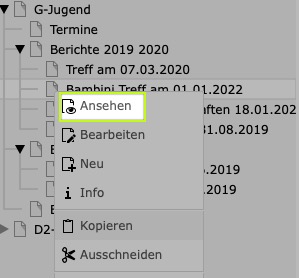 G-Jugend
Termine
Berichte 2019 2020
Treff am 07.03.2020
Bambini Treff am 01.01.2022
Ansehen
aften 18.01.202
Bearbeiten
31.08.2019
Neu
.2019
Info
.2019
Kopieren
D2-
Ausschneiden